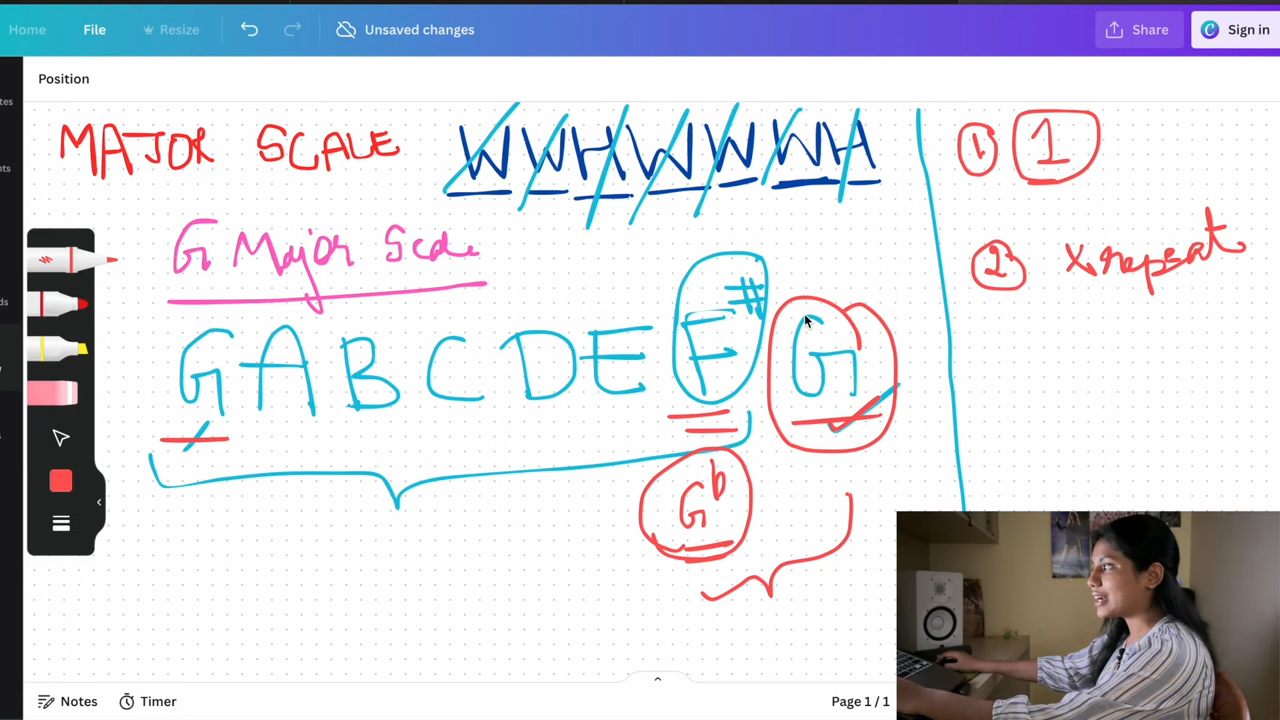 Home File Resize Unsaved changes Share Sign in
Position
MAJOR SCALE W W H W W W H
① 1
G Major Scale
② x repeat
G A B C D E F# G
Gb
Notes Timer Page 1 / 1